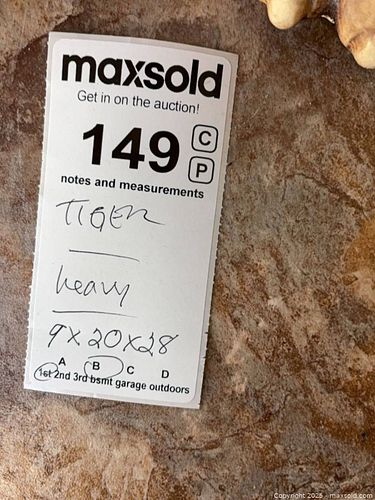 maxsold
Get in on the auction!
149
C
P
notes and measurements
TIGER
heavy
9X20X28
A B C D
1st 2nd 3rd bsmt garage outdoors
Copyright 2025 - maxsold.com